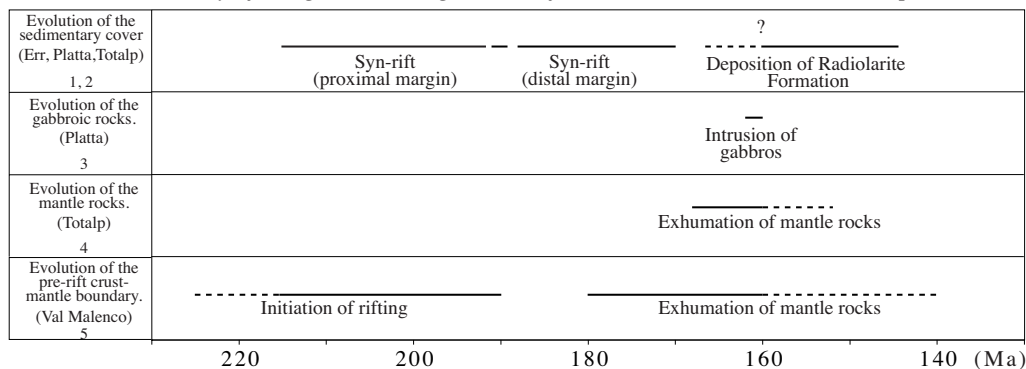 Evolution of the
sedimentary cover
(Err, Platta,Totalp)
1, 2
?
Syn-rift
(proximal margin)
Syn-rift
(distal margin)
Deposition of Radiolarite
Formation
Evolution of the
gabbroic rocks.
(Platta)
3
Intrusion of
gabbros
Evolution of the
mantle rocks.
(Totalp)
4
Exhumation of mantle rocks
Evolution of the
pre-rift crust-
mantle boundary.
(Val Malenco)
5
Initiation of rifting
Exhumation of mantle rocks
220 200 180 160 140 (Ma)